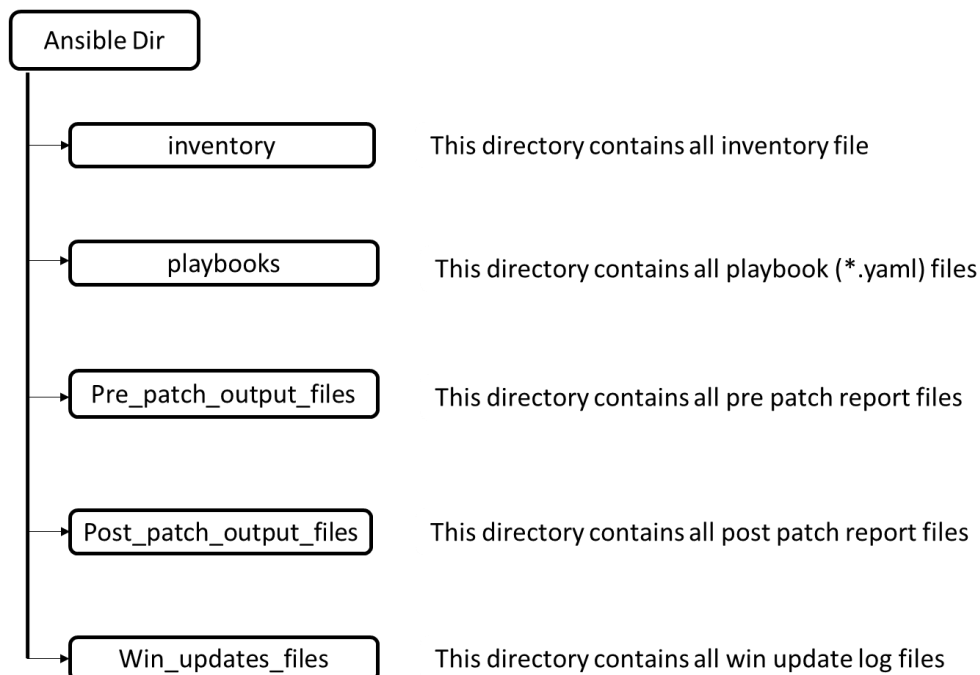 Ansible Dir
inventory
This directory contains all inventory file
playbooks
This directory contains all playbook (*.yaml) files
Pre_patch_output_files
This directory contains all pre patch report files
Post_patch_output_files
This directory contains all post patch report files
Win_updates_files
This directory contains all win update log files